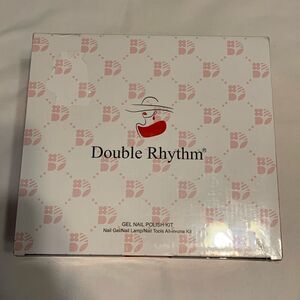 Double Rhythm®
GEL NAIL POLISH KIT
Nail Gel/Nail Lamp/Nail Tools All-in-one Kit